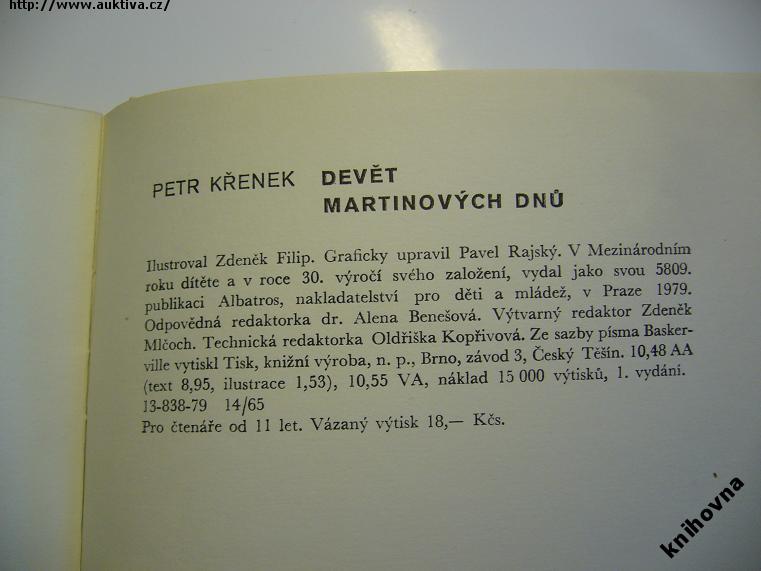 http://www.auktiva.cz/
PETR KŘENEK DEVĚT
MARTINOVÝCH DNŮ
Ilustroval Zdeněk Filip. Graficky upravil Pavel Rajský. V Mezinárodním
roku dítěte a v roce 30. výročí svého založení, vydal jako svou 5809.
publikaci Albatros, nakladatelství pro děti a mládež, v Praze 1979.
Odpovědná redaktorka dr. Alena Benešová. Výtvarný redaktor Zdeněk
Mlčoch. Technická redaktorka Oldřiška Kopřivová. Ze sazby písma Basker-
ville vytiskl Tisk, knižní výroba, n. p., Brno, závod 3, Český Těšín. 10,48 AA
(text 8,95, ilustrace 1,53), 10,55 VA, náklad 15 000 výtisků, 1. vydání.
13-838-79 14/65
Pro čtenáře od 11 let. Vázaný výtisk 18,— Kčs.
knihovna